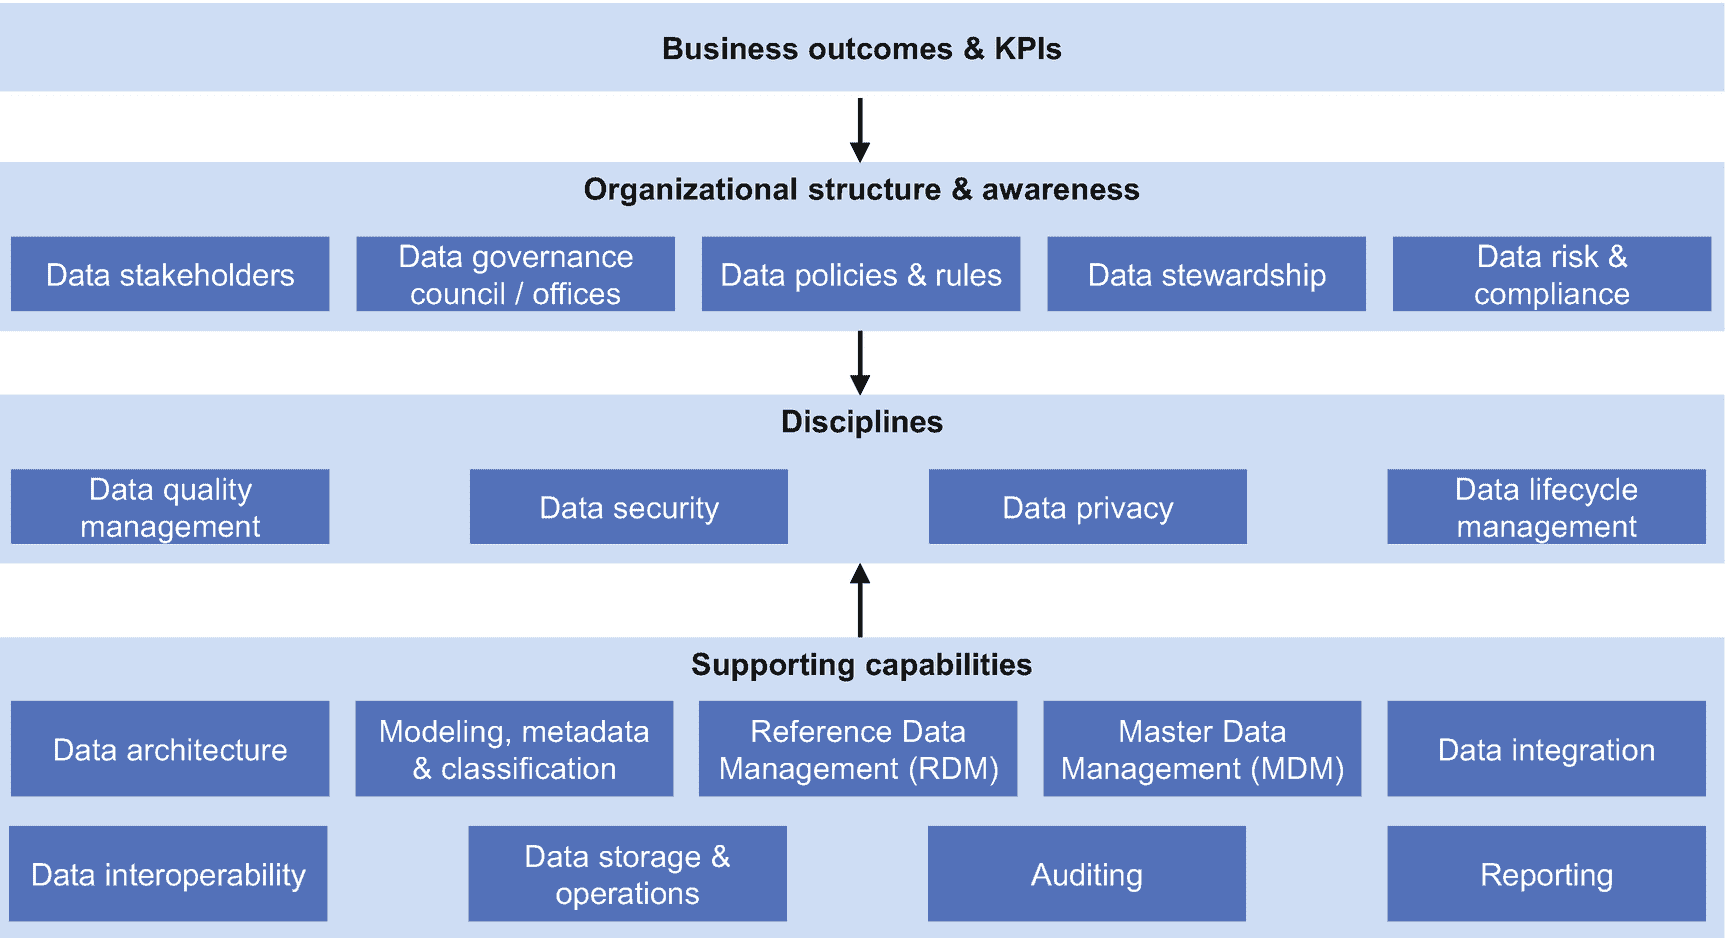 Business outcomes & KPIs
Organizational structure & awareness
Data stakeholders
Data governance
council / offices
Data policies & rules
Data stewardship
Data risk &
compliance
Disciplines
Data quality
management
Data security
Data privacy
Data lifecycle
management
Supporting capabilities
Data architecture
Modeling, metadata
& classification
Reference Data
Management (RDM)
Master Data
Management (MDM)
Data integration
Data interoperability
Data storage &
operations
Auditing
Reporting